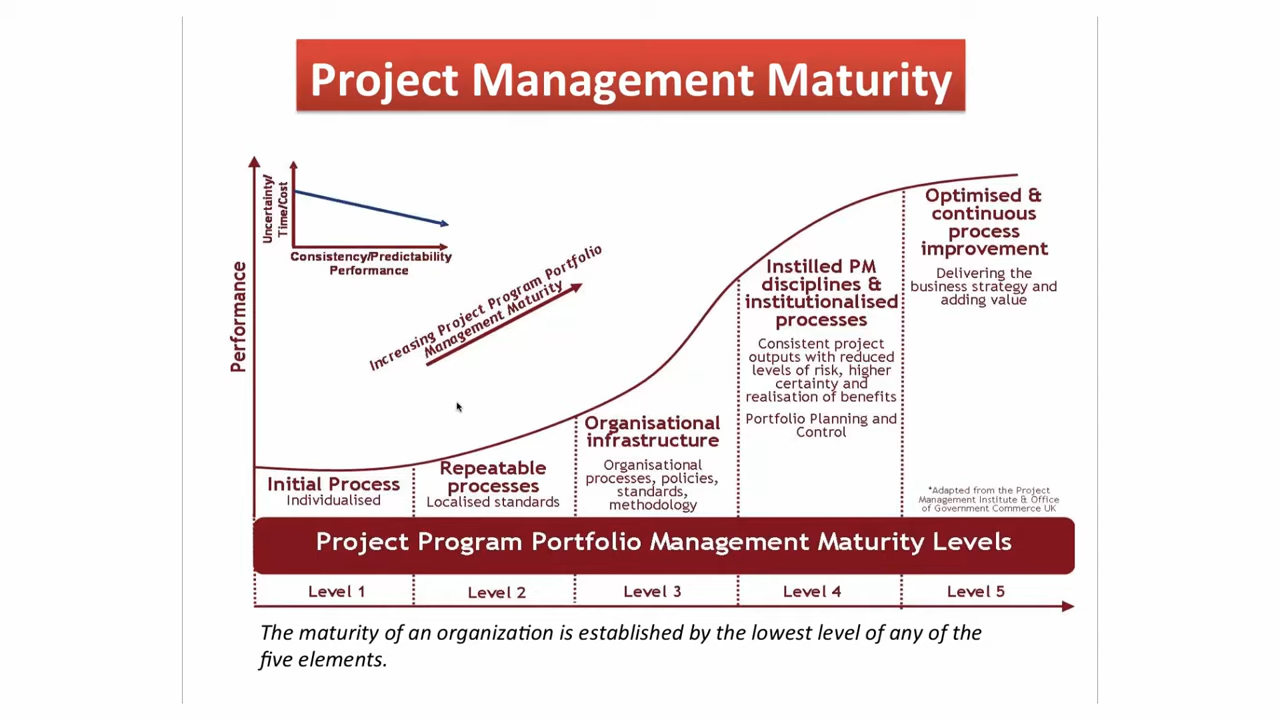 Project Management Maturity
Uncertainty/
Time/Cost
Consistency/Predictability
Performance
Performance
Increasing Project Program Portfolio
Management Maturity
Initial Process
Individualised
Repeatable
processes
Localised standards
Organisational
infrastructure
Organisational
processes, policies,
standards,
methodology
Instilled PM
disciplines &
institutionalised
processes
Consistent project
outputs with reduced
levels of risk, higher
certainty and
realisation of benefits
Portfolio Planning and
Control
Optimised &
continuous
process
improvement
Delivering the
business strategy and
adding value
*Adapted from the Project
Management Institute & Office
of Government Commerce UK
Project Program Portfolio Management Maturity Levels
Level 1
Level 2
Level 3
Level 4
Level 5
The maturity of an organization is established by the lowest level of any of the
five elements.